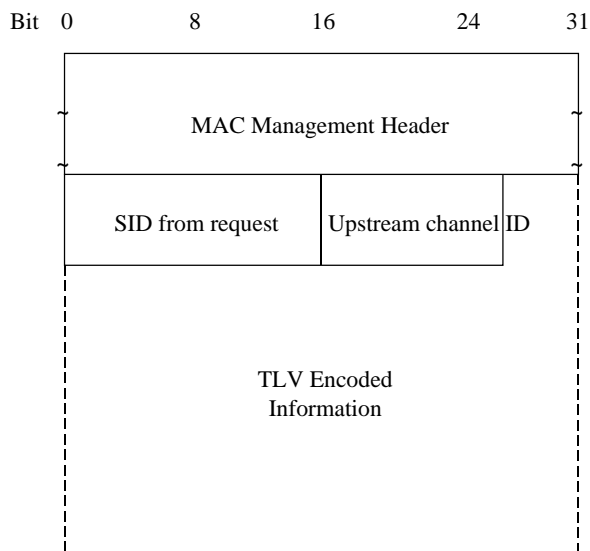 Bit 0 8 16 24 31
MAC Management Header
SID from request Upstream channel ID
TLV Encoded
Information